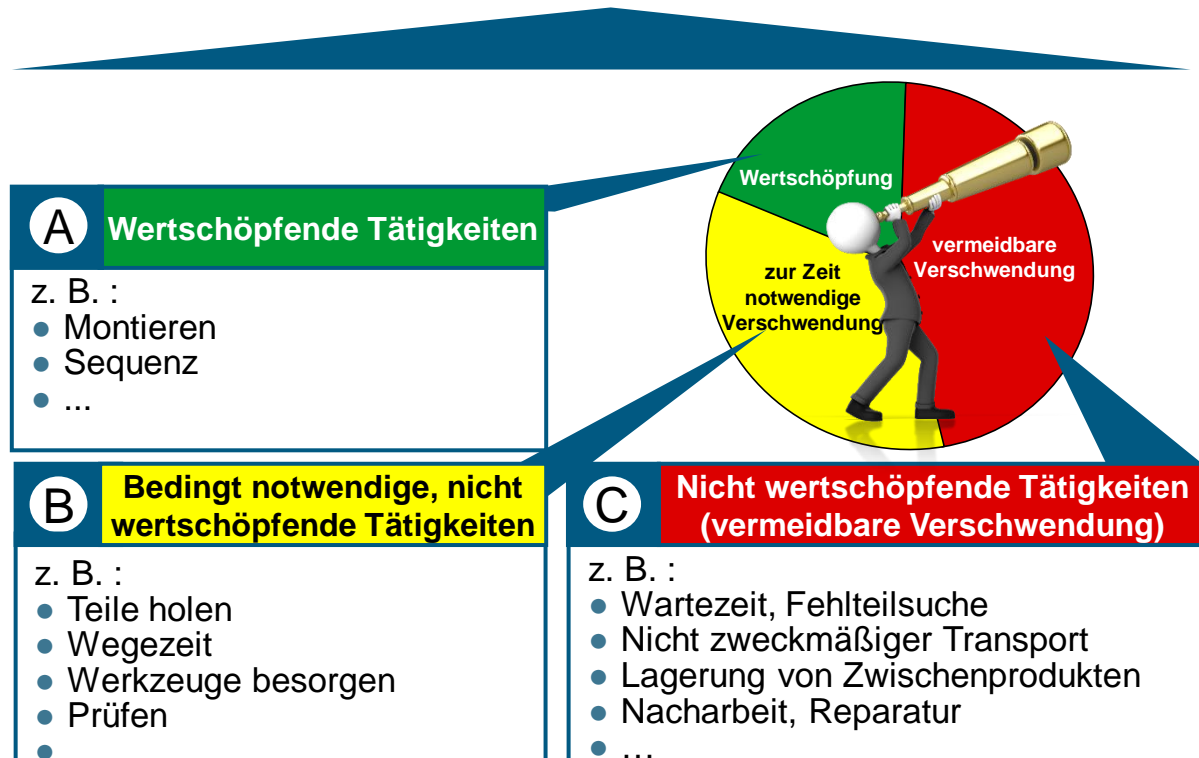 Wertschöpfung
vermeidbare
Verschwendung
zur Zeit
notwendige
Verschwendung
A
Wertschöpfende Tätigkeiten
z. B. :
● Montieren
● Sequenz
● ...
B
Bedingt notwendige, nicht
wertschöpfende Tätigkeiten
z. B. :
● Teile holen
● Wegezeit
● Werkzeuge besorgen
● Prüfen
●
C
Nicht wertschöpfende Tätigkeiten
(vermeidbare Verschwendung)
z. B. :
● Wartezeit, Fehlteilsuche
● Nicht zweckmäßiger Transport
● Lagerung von Zwischenprodukten
● Nacharbeit, Reparatur
● ...